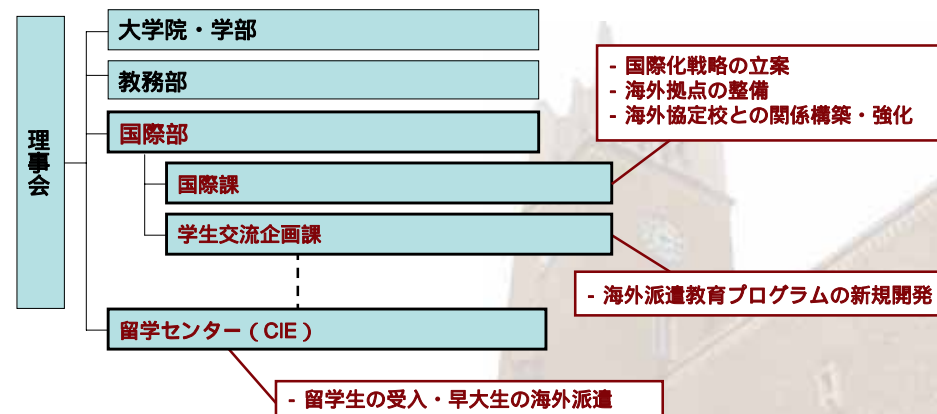 理事会
大学院・学部
教務部
国際部
国際課
学生交流企画課
留学センター（CIE）
- 国際化戦略の立案
- 海外拠点の整備
- 海外協定校との関係構築・強化
- 海外派遣教育プログラムの新規開発
- 留学生の受入・早大生の海外派遣